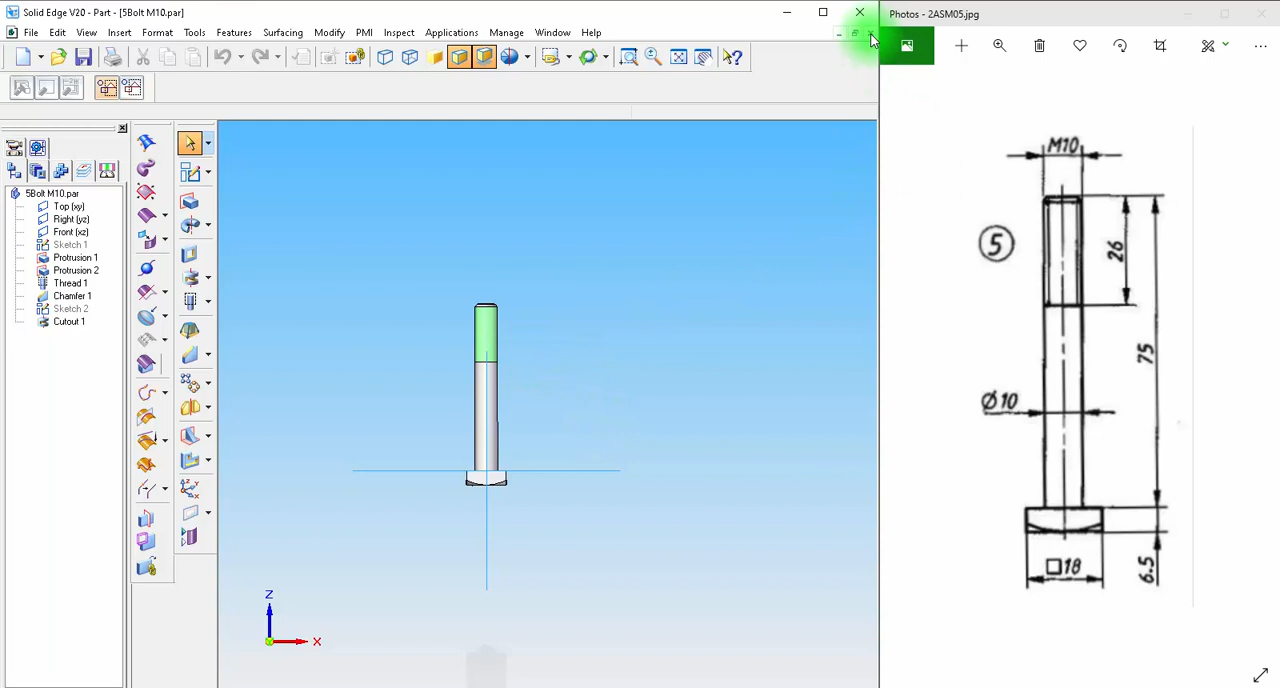 Solid Edge V20 - Part - [5Bolt M10.par]
File Edit View Insert Format Tools Features Surfacing Modify PMI Inspect Applications Manage Window Help
5Bolt M10.par
Top (xy)
Right (yz)
Front (xz)
Sketch 1
Protrusion 1
Protrusion 2
Thread 1
Chamfer 1
Sketch 2
Cutout 1
Z
X
Photos - 2ASM05.jpg
M10
5
26
75
Ø10
□18
6.5